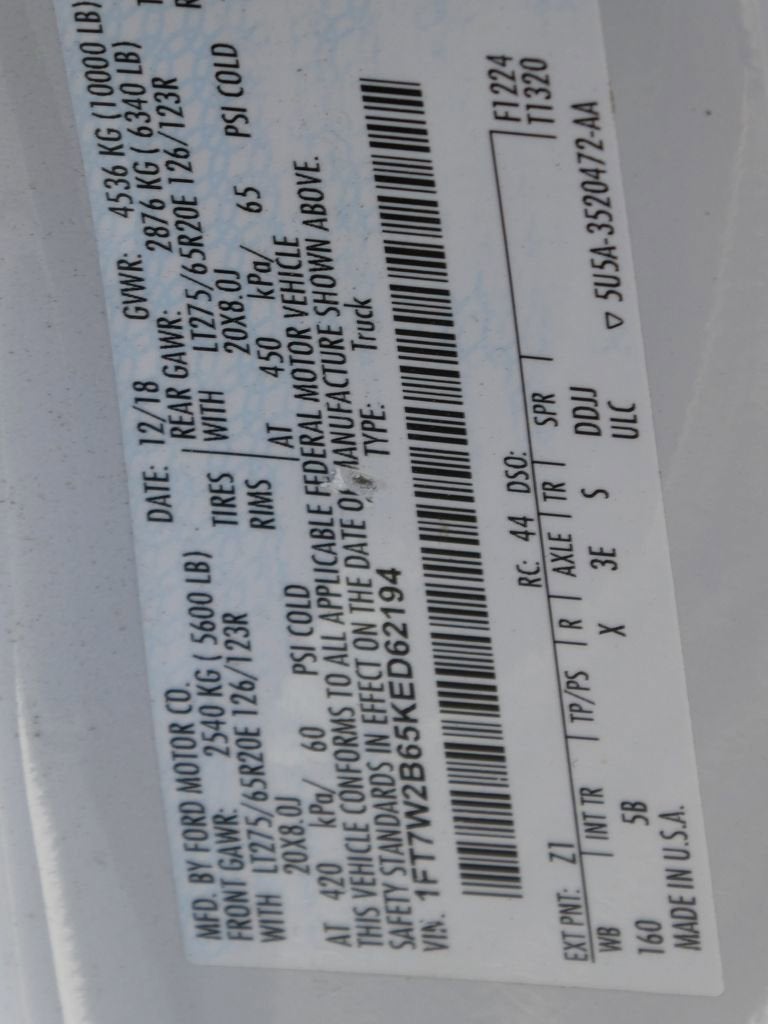 MFD. BY FORD MOTOR CO.
DATE: 12/18 GVWR: 4536 KG (10000 LB)
FRONT GAWR: 2540 KG ( 5600 LB)
REAR GAWR: 2876 KG ( 6340 LB)
WITH LT275/65R20E 126/123R TIRES WITH LT275/65R20E 126/123R
20X8.0J RIMS 20X8.0J
AT 420 kPa/ 60 PSI COLD AT 450 kPa/ 65 PSI COLD
THIS VEHICLE CONFORMS TO ALL APPLICABLE FEDERAL MOTOR VEHICLE
SAFETY STANDARDS IN EFFECT ON THE DATE OF MANUFACTURE SHOWN ABOVE.
VIN: 1FT7W2B65KED62194 TYPE: Truck
F1224
T1320
EXT PNT: Z1 RC: 44 DSO:
WB INT TR TP/PS R AXLE TR SPR
160 5B X 3E S DDJJ
ULC
MADE IN U.S.A. ▽ 5U5A-3520472-AA